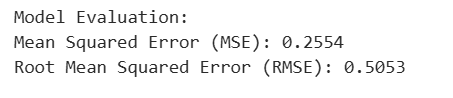 Model Evaluation:
Mean Squared Error (MSE): 0.2554
Root Mean Squared Error (RMSE): 0.5053